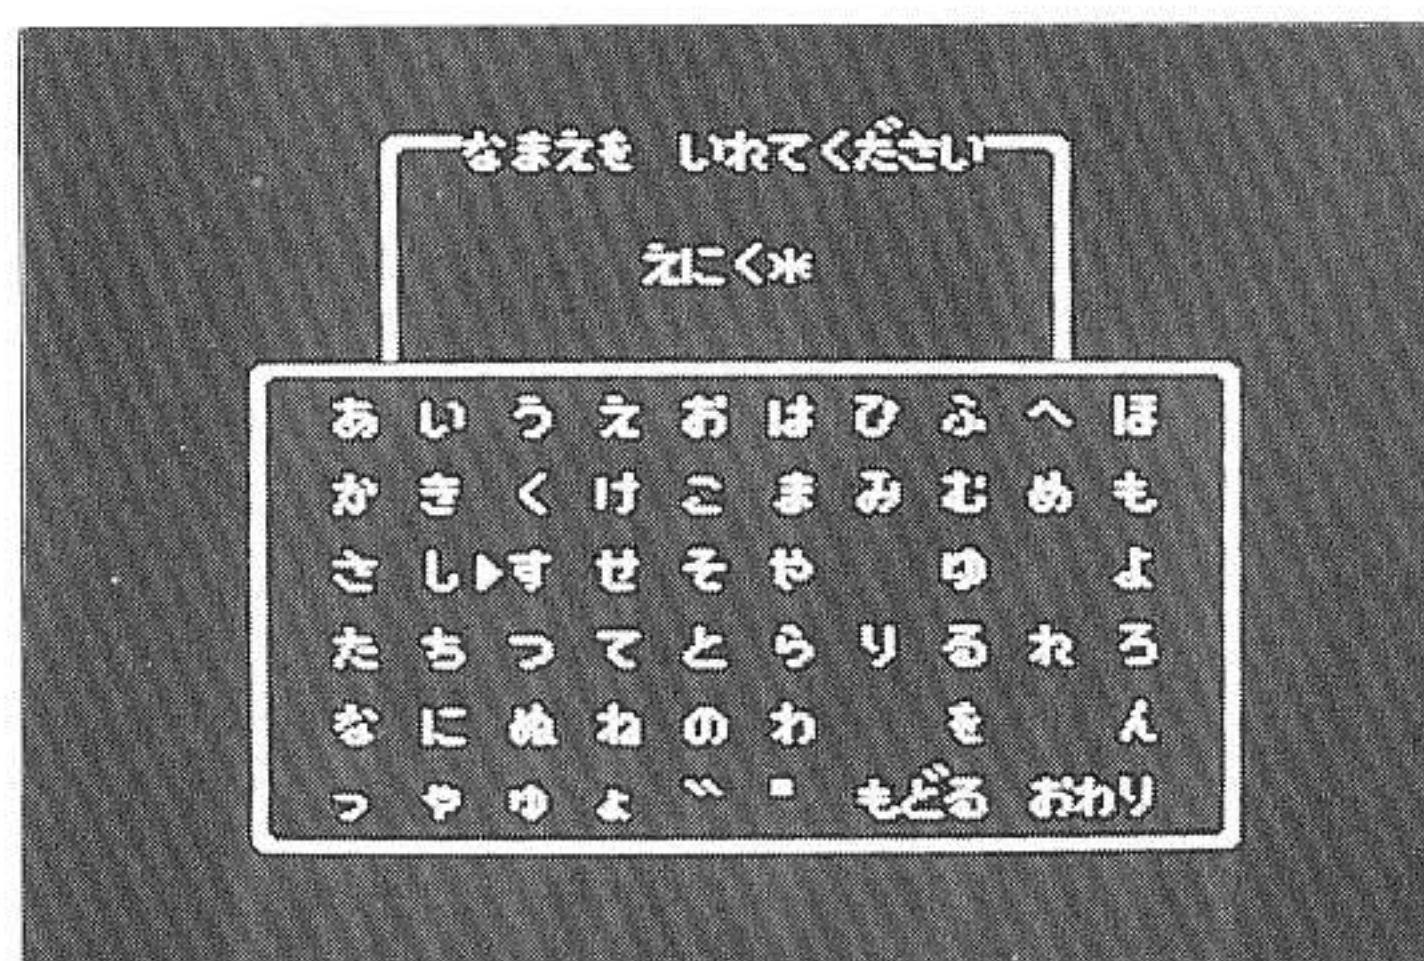 なまえを いれてください
えにく*
あ い う え お は ひ ふ へ ほ
か き く け こ ま み む め も
さ し ▶す せ そ や ゆ よ
た ち つ て と ら り る れ ろ
な に ぬ ね の わ を ん
っ ゃ ゅ ょ ゛ ゜ もどる おわり